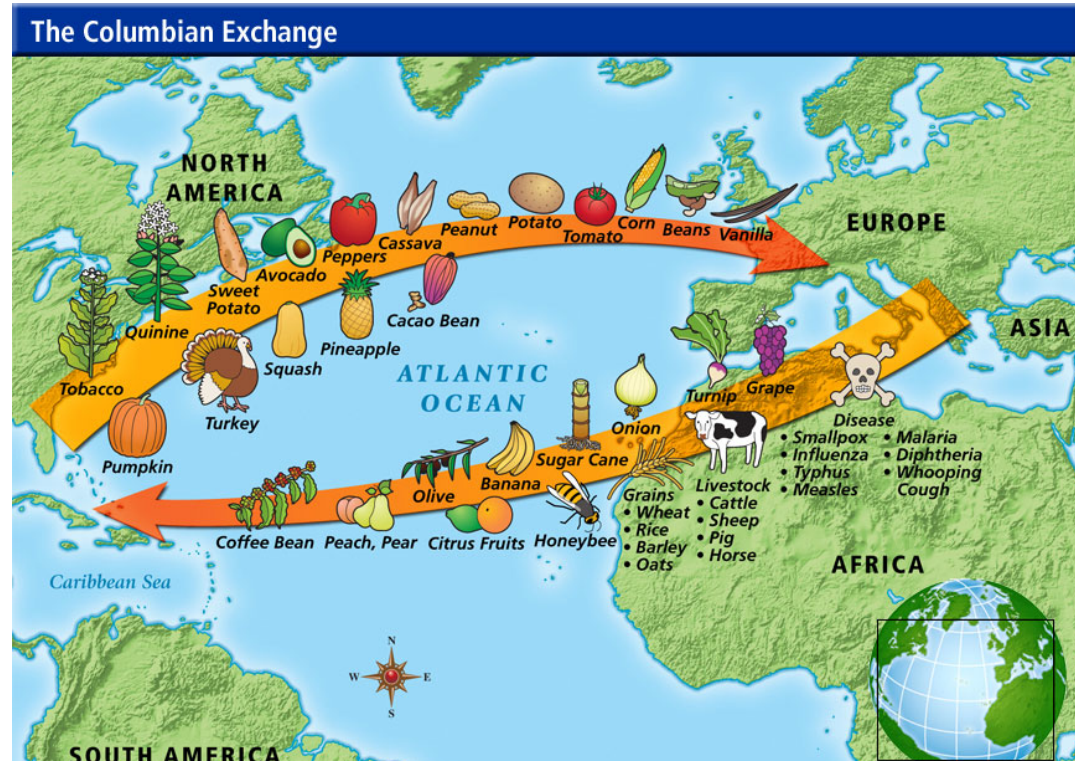 The Columbian Exchange
NORTH
AMERICA
EUROPE
ASIA
AFRICA
SOUTH AMERICA
ATLANTIC
OCEAN
Caribbean Sea
Tobacco
Quinine
Sweet
Potato
Avocado
Peppers
Cassava
Peanut
Potato
Tomato
Corn
Beans
Vanilla
Pumpkin
Turkey
Squash
Pineapple
Cacao Bean
Coffee Bean
Peach, Pear
Olive
Citrus Fruits
Banana
Honeybee
Sugar Cane
Onion
Grains
• Wheat
• Rice
• Barley
• Oats
Turnip
Livestock
• Cattle
• Sheep
• Pig
• Horse
Grape
Disease
• Smallpox
• Influenza
• Typhus
• Measles
• Malaria
• Diphtheria
• Whooping
Cough
N
W E
S